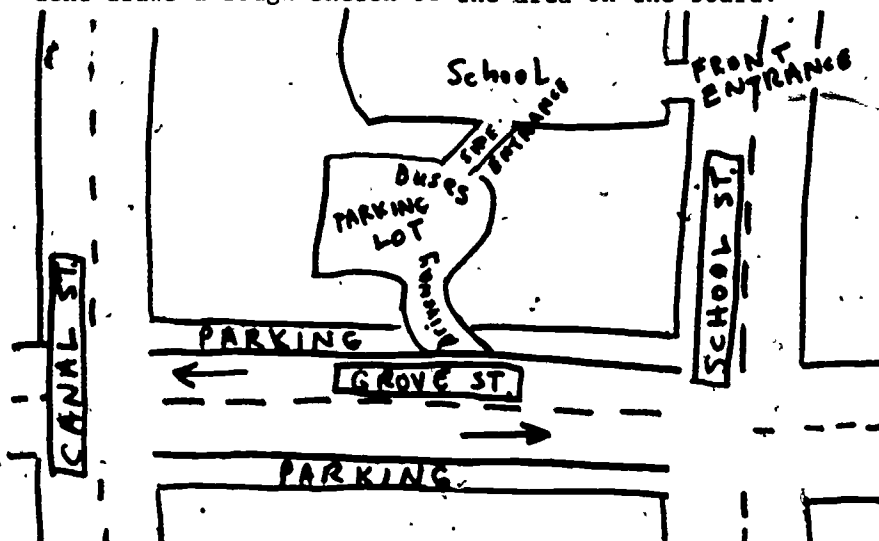 School
FRONT
ENTRANCE
SIDE
ENTRANCE
Buses
PARKING
LOT
Driveway
CANAL ST.
SCHOOL ST.
PARKING
GROVE ST.
PARKING